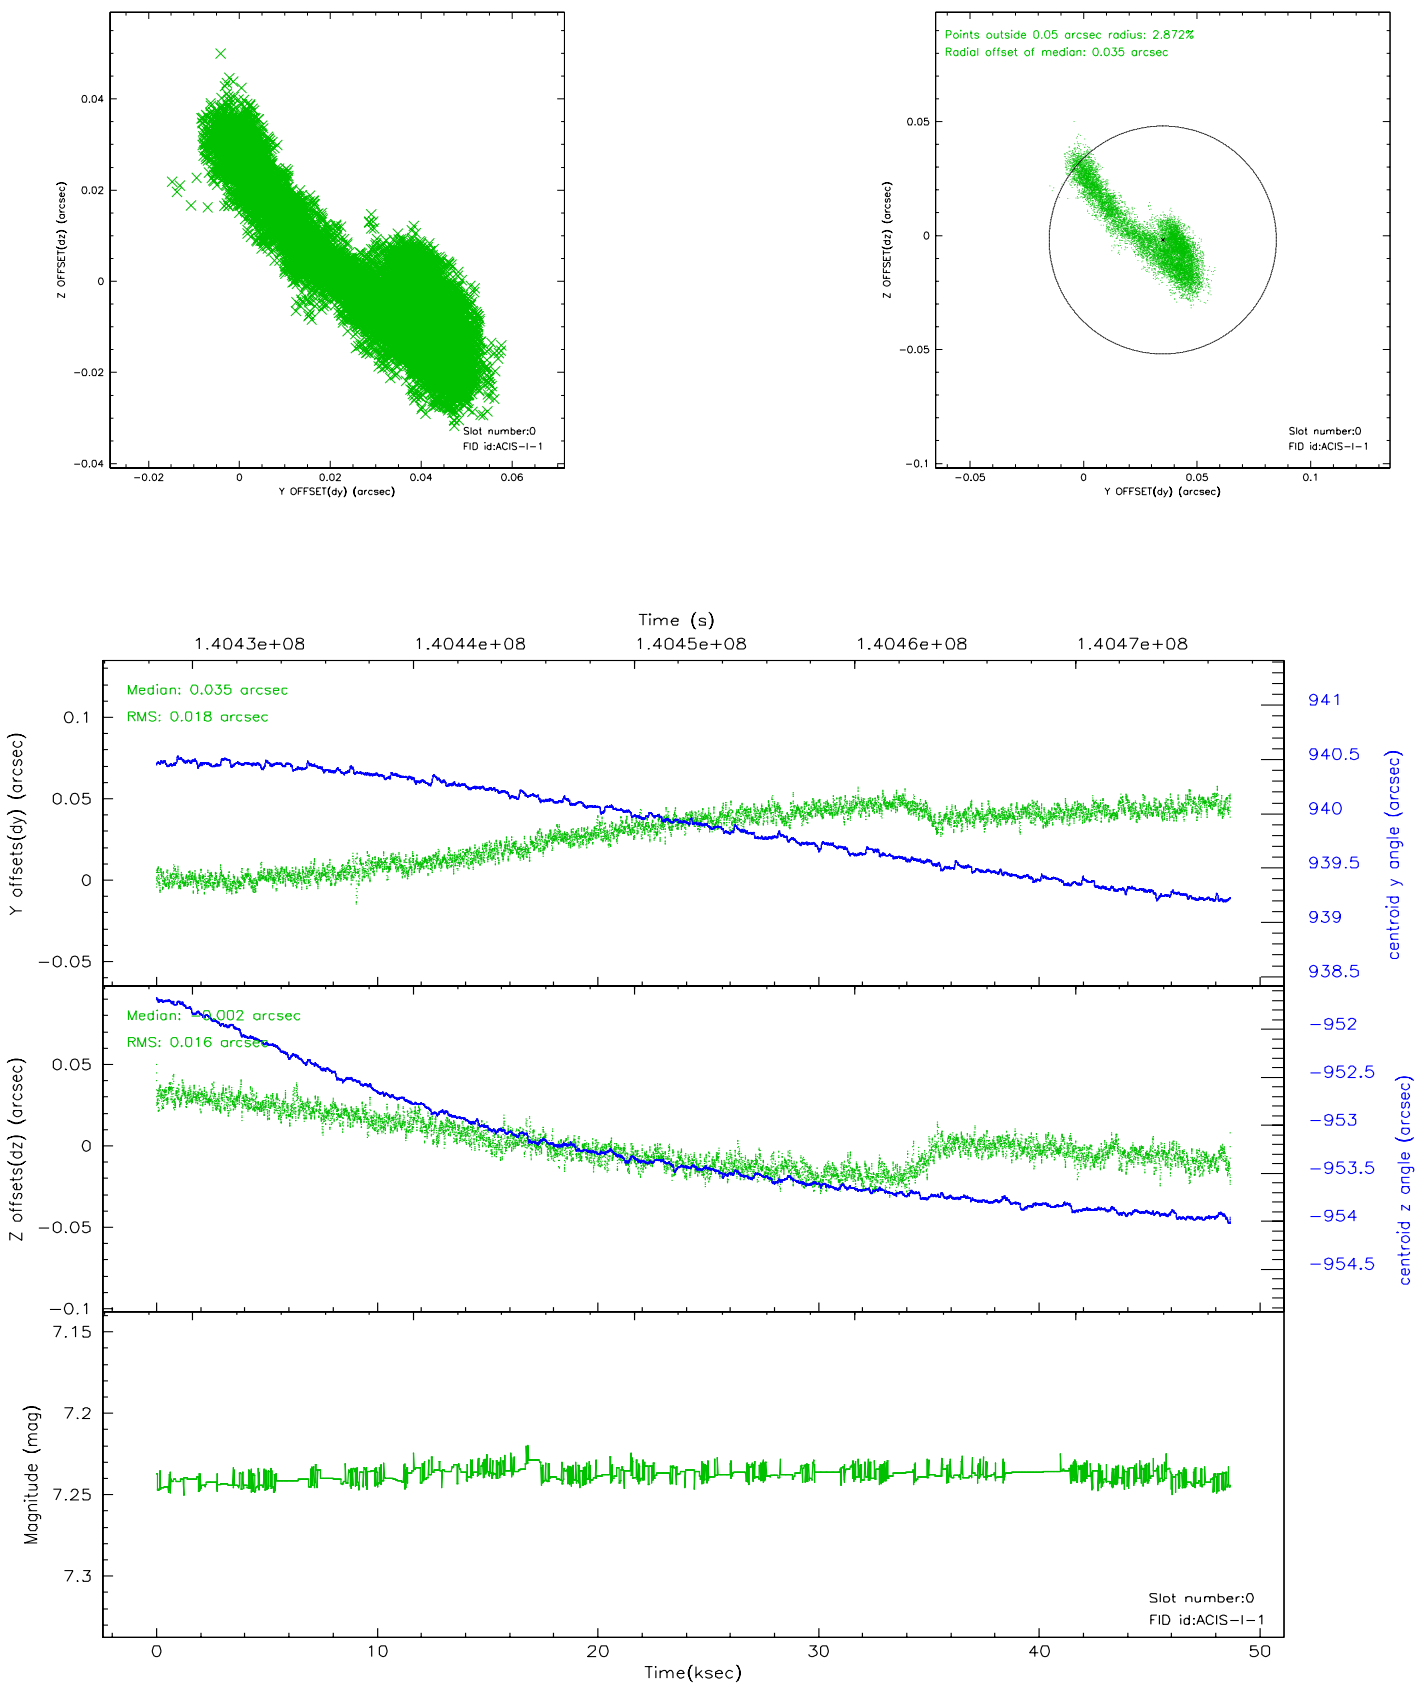 0.04
0.02
0
−0.02
−0.04
Z OFFSET(dz) (arcsec)
−0.02 0 0.02 0.04 0.06
Y OFFSET(dy) (arcsec)
Slot number:0
FID id:ACIS−I−1
Points outside 0.05 arcsec radius: 2.872%
Radial offset of median: 0.035 arcsec
0.05
0
−0.05
−0.1
Z OFFSET(dz) (arcsec)
−0.05 0 0.05 0.1
Y OFFSET(dy) (arcsec)
Slot number:0
FID id:ACIS−I−1
Time (s)
1.4043e+08 1.4044e+08 1.4045e+08 1.4046e+08 1.4047e+08
Median: 0.035 arcsec
RMS: 0.018 arcsec
0.1
0.05
0
−0.05
Y offsets(dy) (arcsec)
941
940.5
940
939.5
939
938.5
centroid y angle (arcsec)
Median: −0.002 arcsec
RMS: 0.016 arcsec
0.05
0
−0.05
−0.1
Z offsets(dz) (arcsec)
−952
−952.5
−953
−953.5
−954
−954.5
centroid z angle (arcsec)
7.15
7.2
7.25
7.3
Magnitude (mag)
Slot number:0
FID id:ACIS−I−1
0 10 20 30 40 50
Time(ksec)